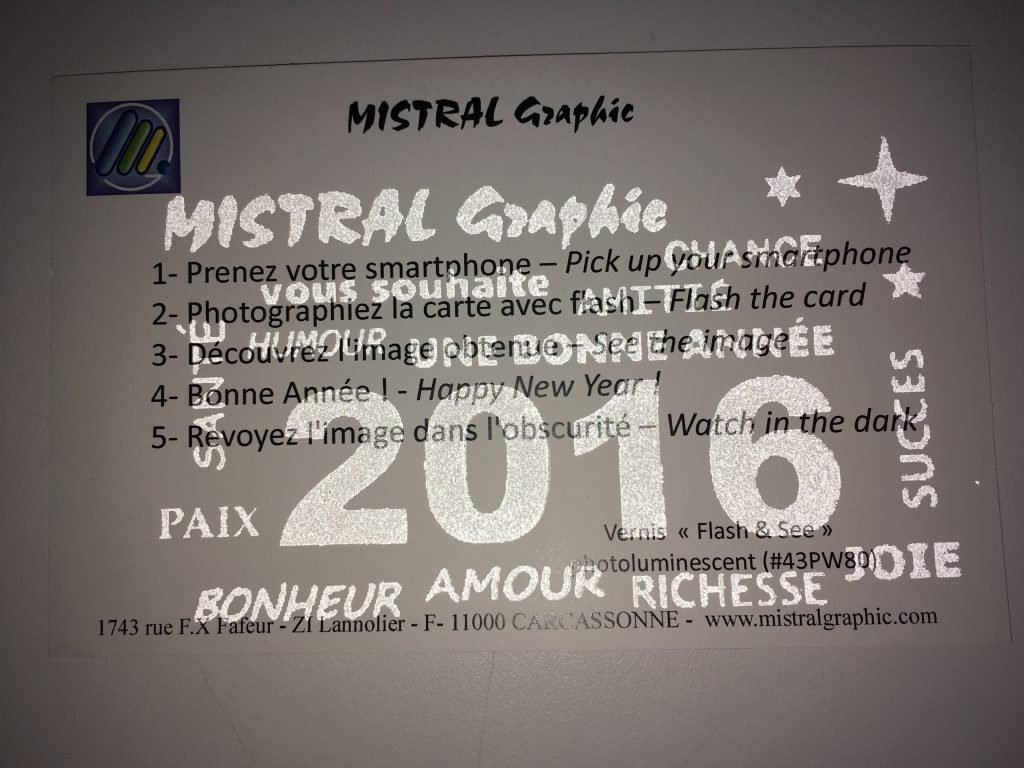 MISTRAL Graphic
MISTRAL Graphic
CHANCE
1- Prenez votre smartphone – Pick up your smartphone
vous souhaite
AMITIÉ
2- Photographiez la carte avec flash – Flash the card
HUMOUR
UNE BONNE ANNÉE
3- Découvrez l'image obtenue – See the image
SANTÉ
4- Bonne Année ! - Happy New Year !
2016
SUCCES
5- Revoyez l'image dans l'obscurité – Watch in the dark
PAIX
Vernis « Flash & See »
photoluminescent (#43PW80)
JOIE
BONHEUR
AMOUR
RICHESSE
1743 rue F.X Fafeur - ZI Lannolier - F- 11000 CARCASSONNE - www.mistralgraphic.com